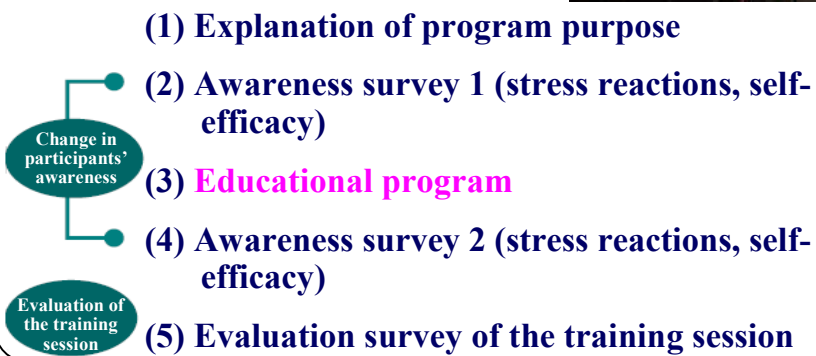 (1) Explanation of program purpose
(2) Awareness survey 1 (stress reactions, self-
efficacy)
Change in
participants’
awareness
(3) Educational program
(4) Awareness survey 2 (stress reactions, self-
efficacy)
Evaluation of
the training
session
(5) Evaluation survey of the training session